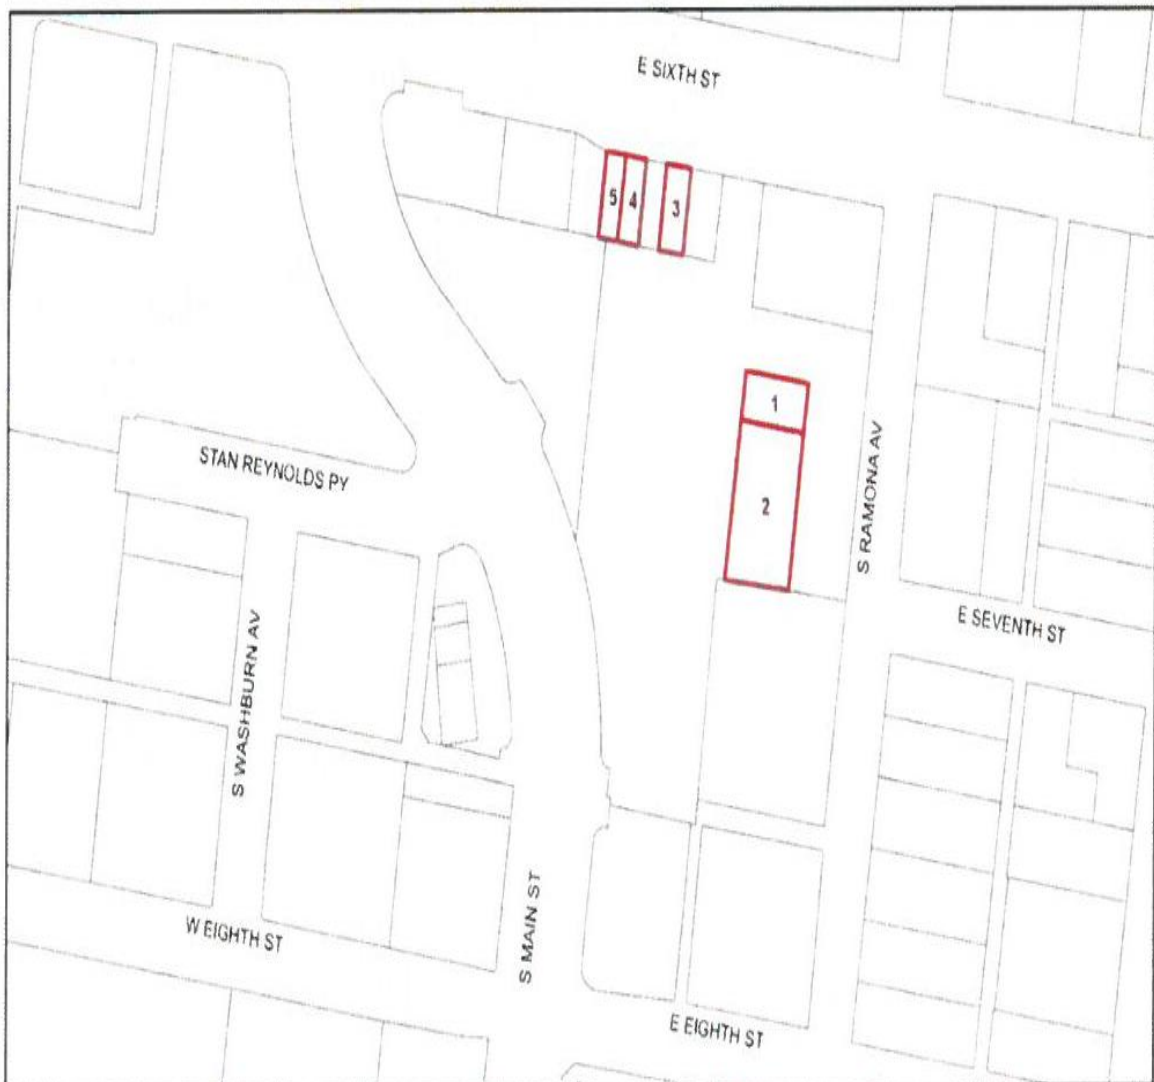 E SIXTH ST
5 4 3
1
S RAMONA AV
STAN REYNOLDS PY
2
E SEVENTH ST
S WASHBURN AV
W EIGHTH ST
S MAIN ST
E EIGHTH ST